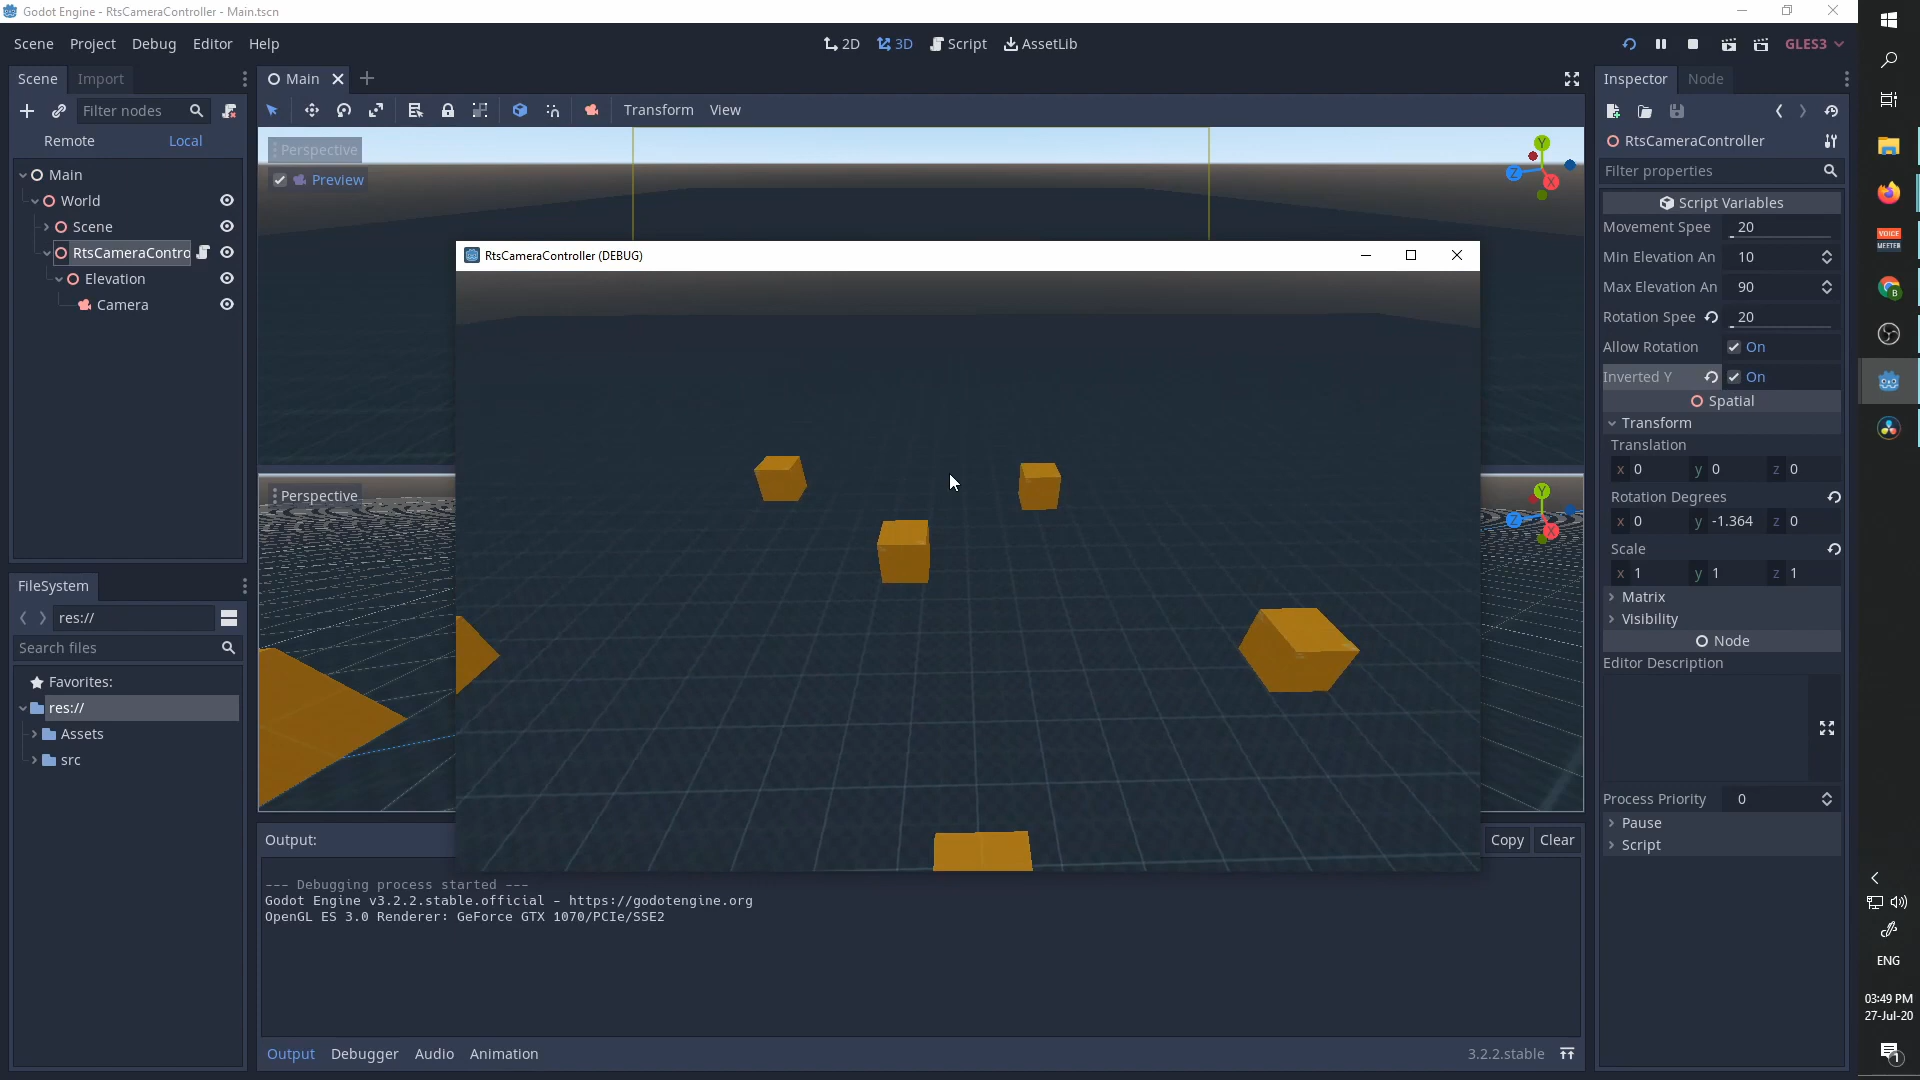 Godot Engine - RtsCameraController - Main.tscn
Scene Project Debug Editor Help
2D 3D Script AssetLib
GLES3
Scene Import
Main
Inspector Node
Filter nodes
Transform View
Remote Local
RtsCameraController
Perspective
Preview
Y
Z
X
Filter properties
Main
World
Scene
RtsCameraContro
Elevation
Camera
RtsCameraController (DEBUG)
Script Variables
Movement Spee 20
Min Elevation An 10
Max Elevation An 90
Rotation Spee 20
Allow Rotation On
Inverted Y On
Spatial
Transform
Translation
x 0 y 0 z 0
Rotation Degrees
x 0 y -1.364 z 0
Scale
x 1 y 1 z 1
Matrix
Visibility
Node
Editor Description
Process Priority 0
Pause
Script
Perspective
Y
Z
X
FileSystem
res://
Search files
Favorites:
res://
Assets
src
Output:
Copy Clear
--- Debugging process started ---
Godot Engine v3.2.2.stable.official - https://godotengine.org
OpenGL ES 3.0 Renderer: GeForce GTX 1070/PCIe/SSE2
Output Debugger Audio Animation
3.2.2.stable
VOICE
MEETER
B
ENG
03:49 PM
27-Jul-20
1